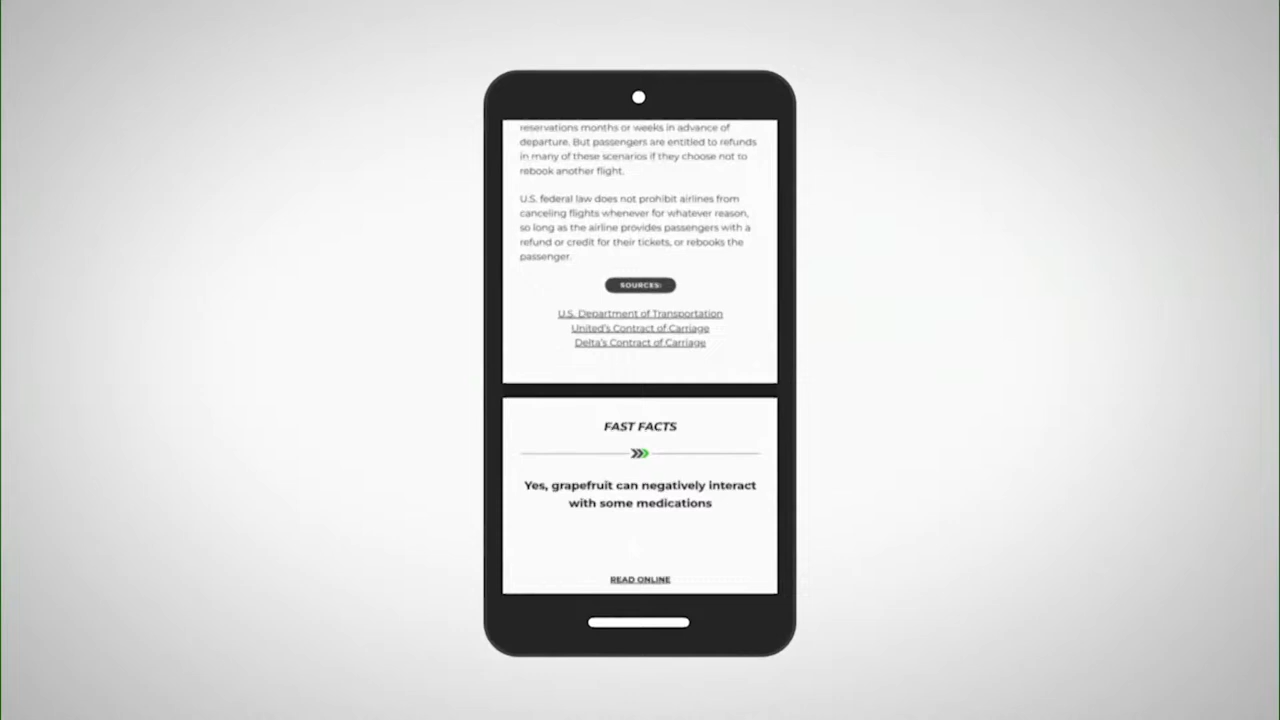 reservations months or weeks in advance of
departure. But passengers are entitled to refunds
in many of these scenarios if they choose not to
rebook another flight.
U.S. federal law does not prohibit airlines from
canceling flights whenever for whatever reason,
so long as the airline provides passengers with a
refund or credit for their tickets, or rebooks the
passenger.
SOURCES:
U.S. Department of Transportation
United's Contract of Carriage
Delta's Contract of Carriage
FAST FACTS
Yes, grapefruit can negatively interact
with some medications
READ ONLINE